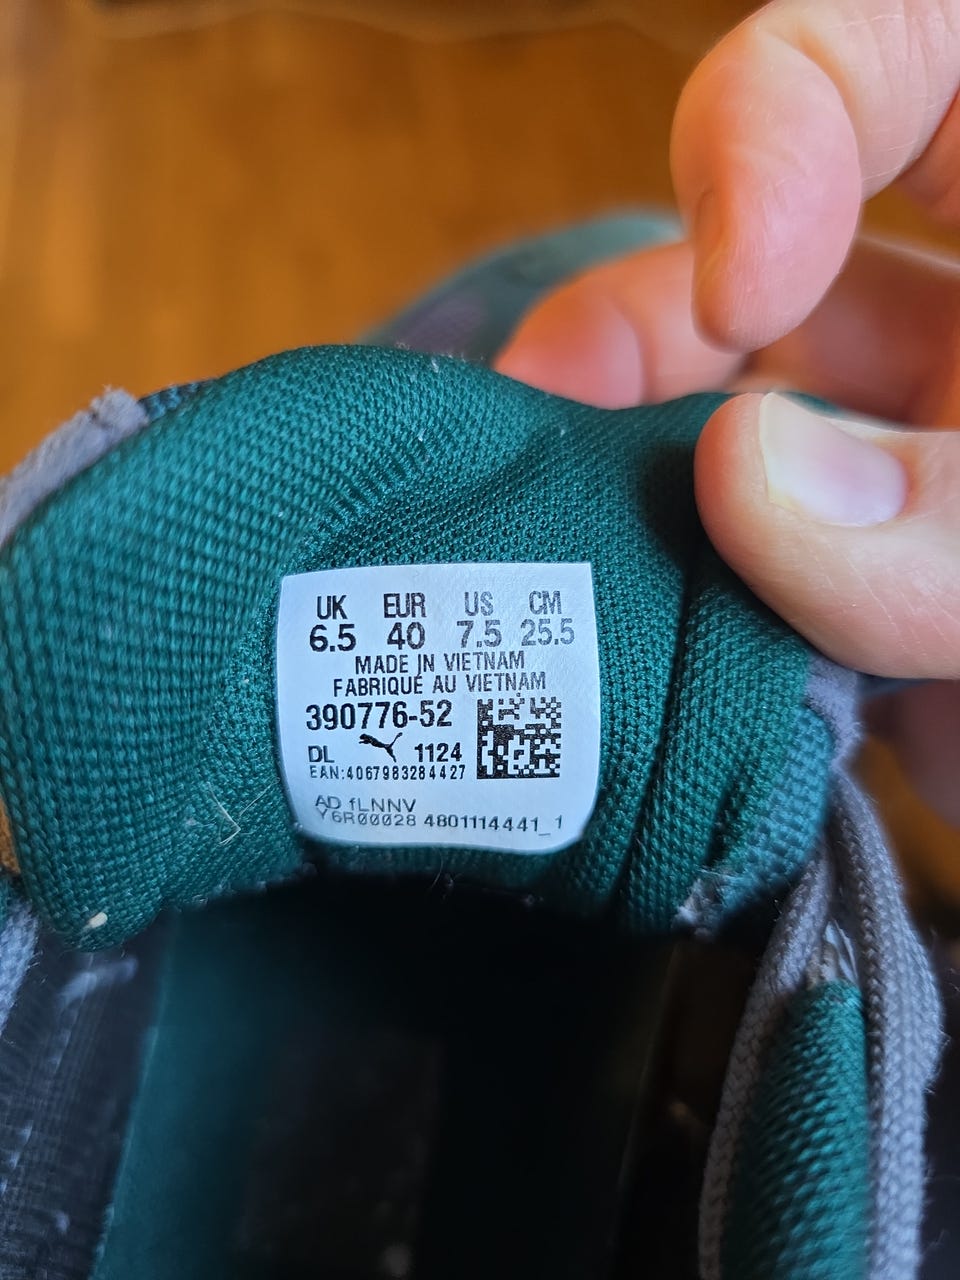 UK EUR US CM
6.5 40 7.5 25.5
MADE IN VIETNAM
FABRIQUÉ AU VIETNAM
390776-52
DL 1124
EAN:4067983284427
AD fLNNV
Y6R00028 4801114441_1